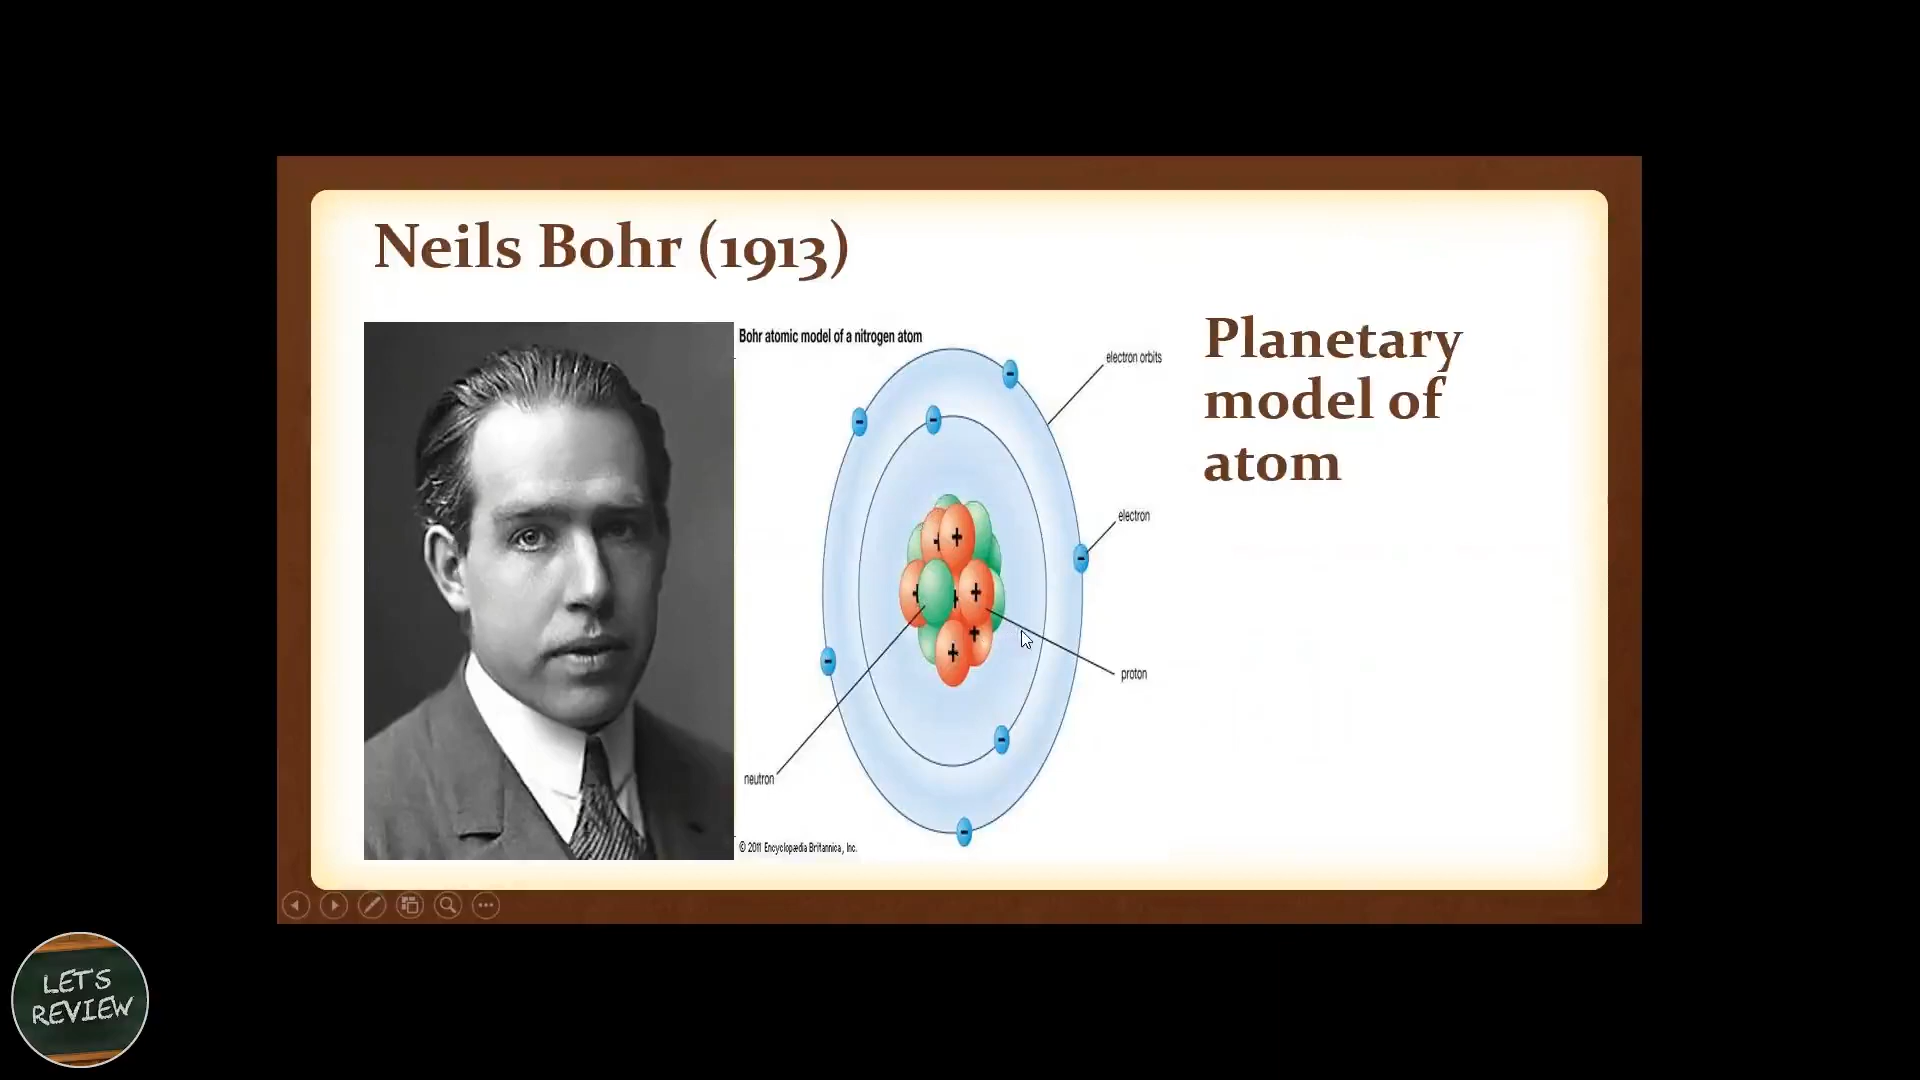 Neils Bohr (1913)
Bohr atomic model of a nitrogen atom
electron orbits
Planetary
model of
atom
electron
proton
neutron
© 2011 Encyclopædia Britannica, Inc.
LET'S
REVIEW